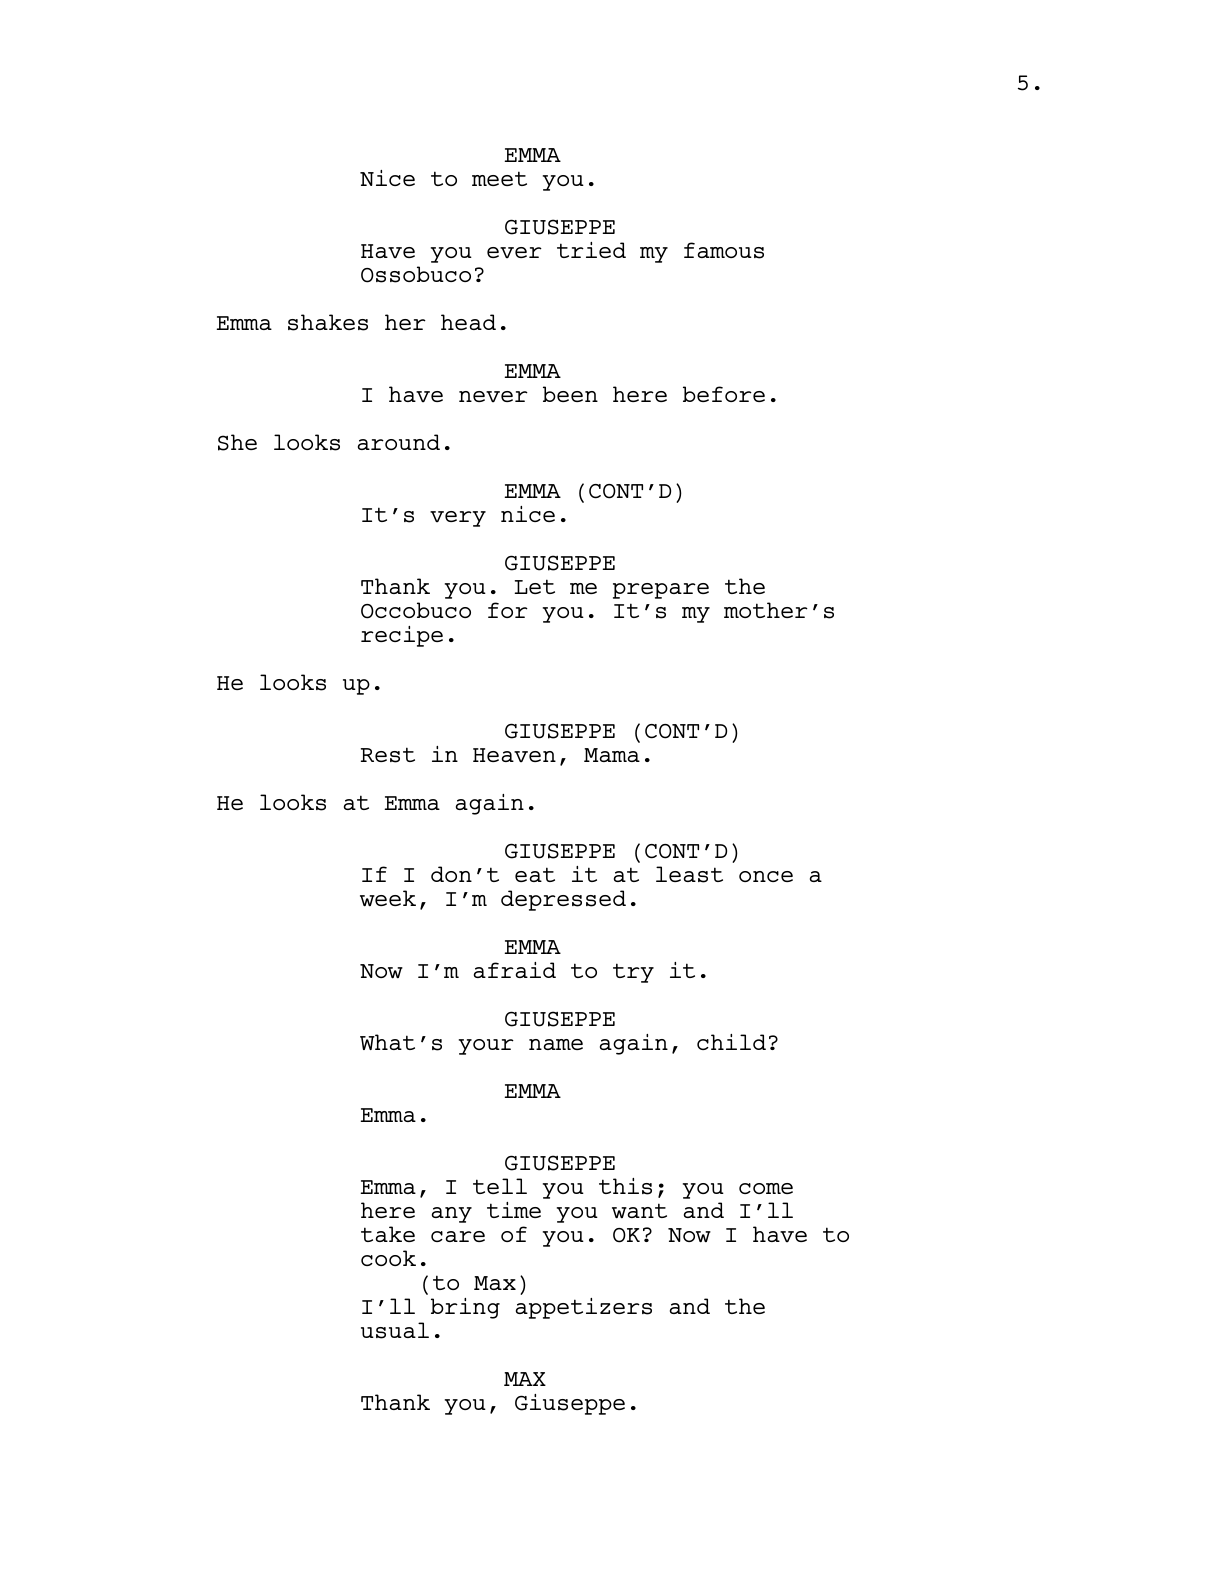 5.
EMMA
Nice to meet you.
GIUSEPPE
Have you ever tried my famous
Ossobuco?
Emma shakes her head.
EMMA
I have never been here before.
She looks around.
EMMA (CONT’D)
It’s very nice.
GIUSEPPE
Thank you. Let me prepare the
Occobuco for you. It’s my mother’s
recipe.
He looks up.
GIUSEPPE (CONT’D)
Rest in Heaven, Mama.
He looks at Emma again.
GIUSEPPE (CONT’D)
If I don’t eat it at least once a
week, I’m depressed.
EMMA
Now I’m afraid to try it.
GIUSEPPE
What’s your name again, child?
EMMA
Emma.
GIUSEPPE
Emma, I tell you this; you come
here any time you want and I’ll
take care of you. OK? Now I have to
cook.
(to Max)
I’ll bring appetizers and the
usual.
MAX
Thank you, Giuseppe.